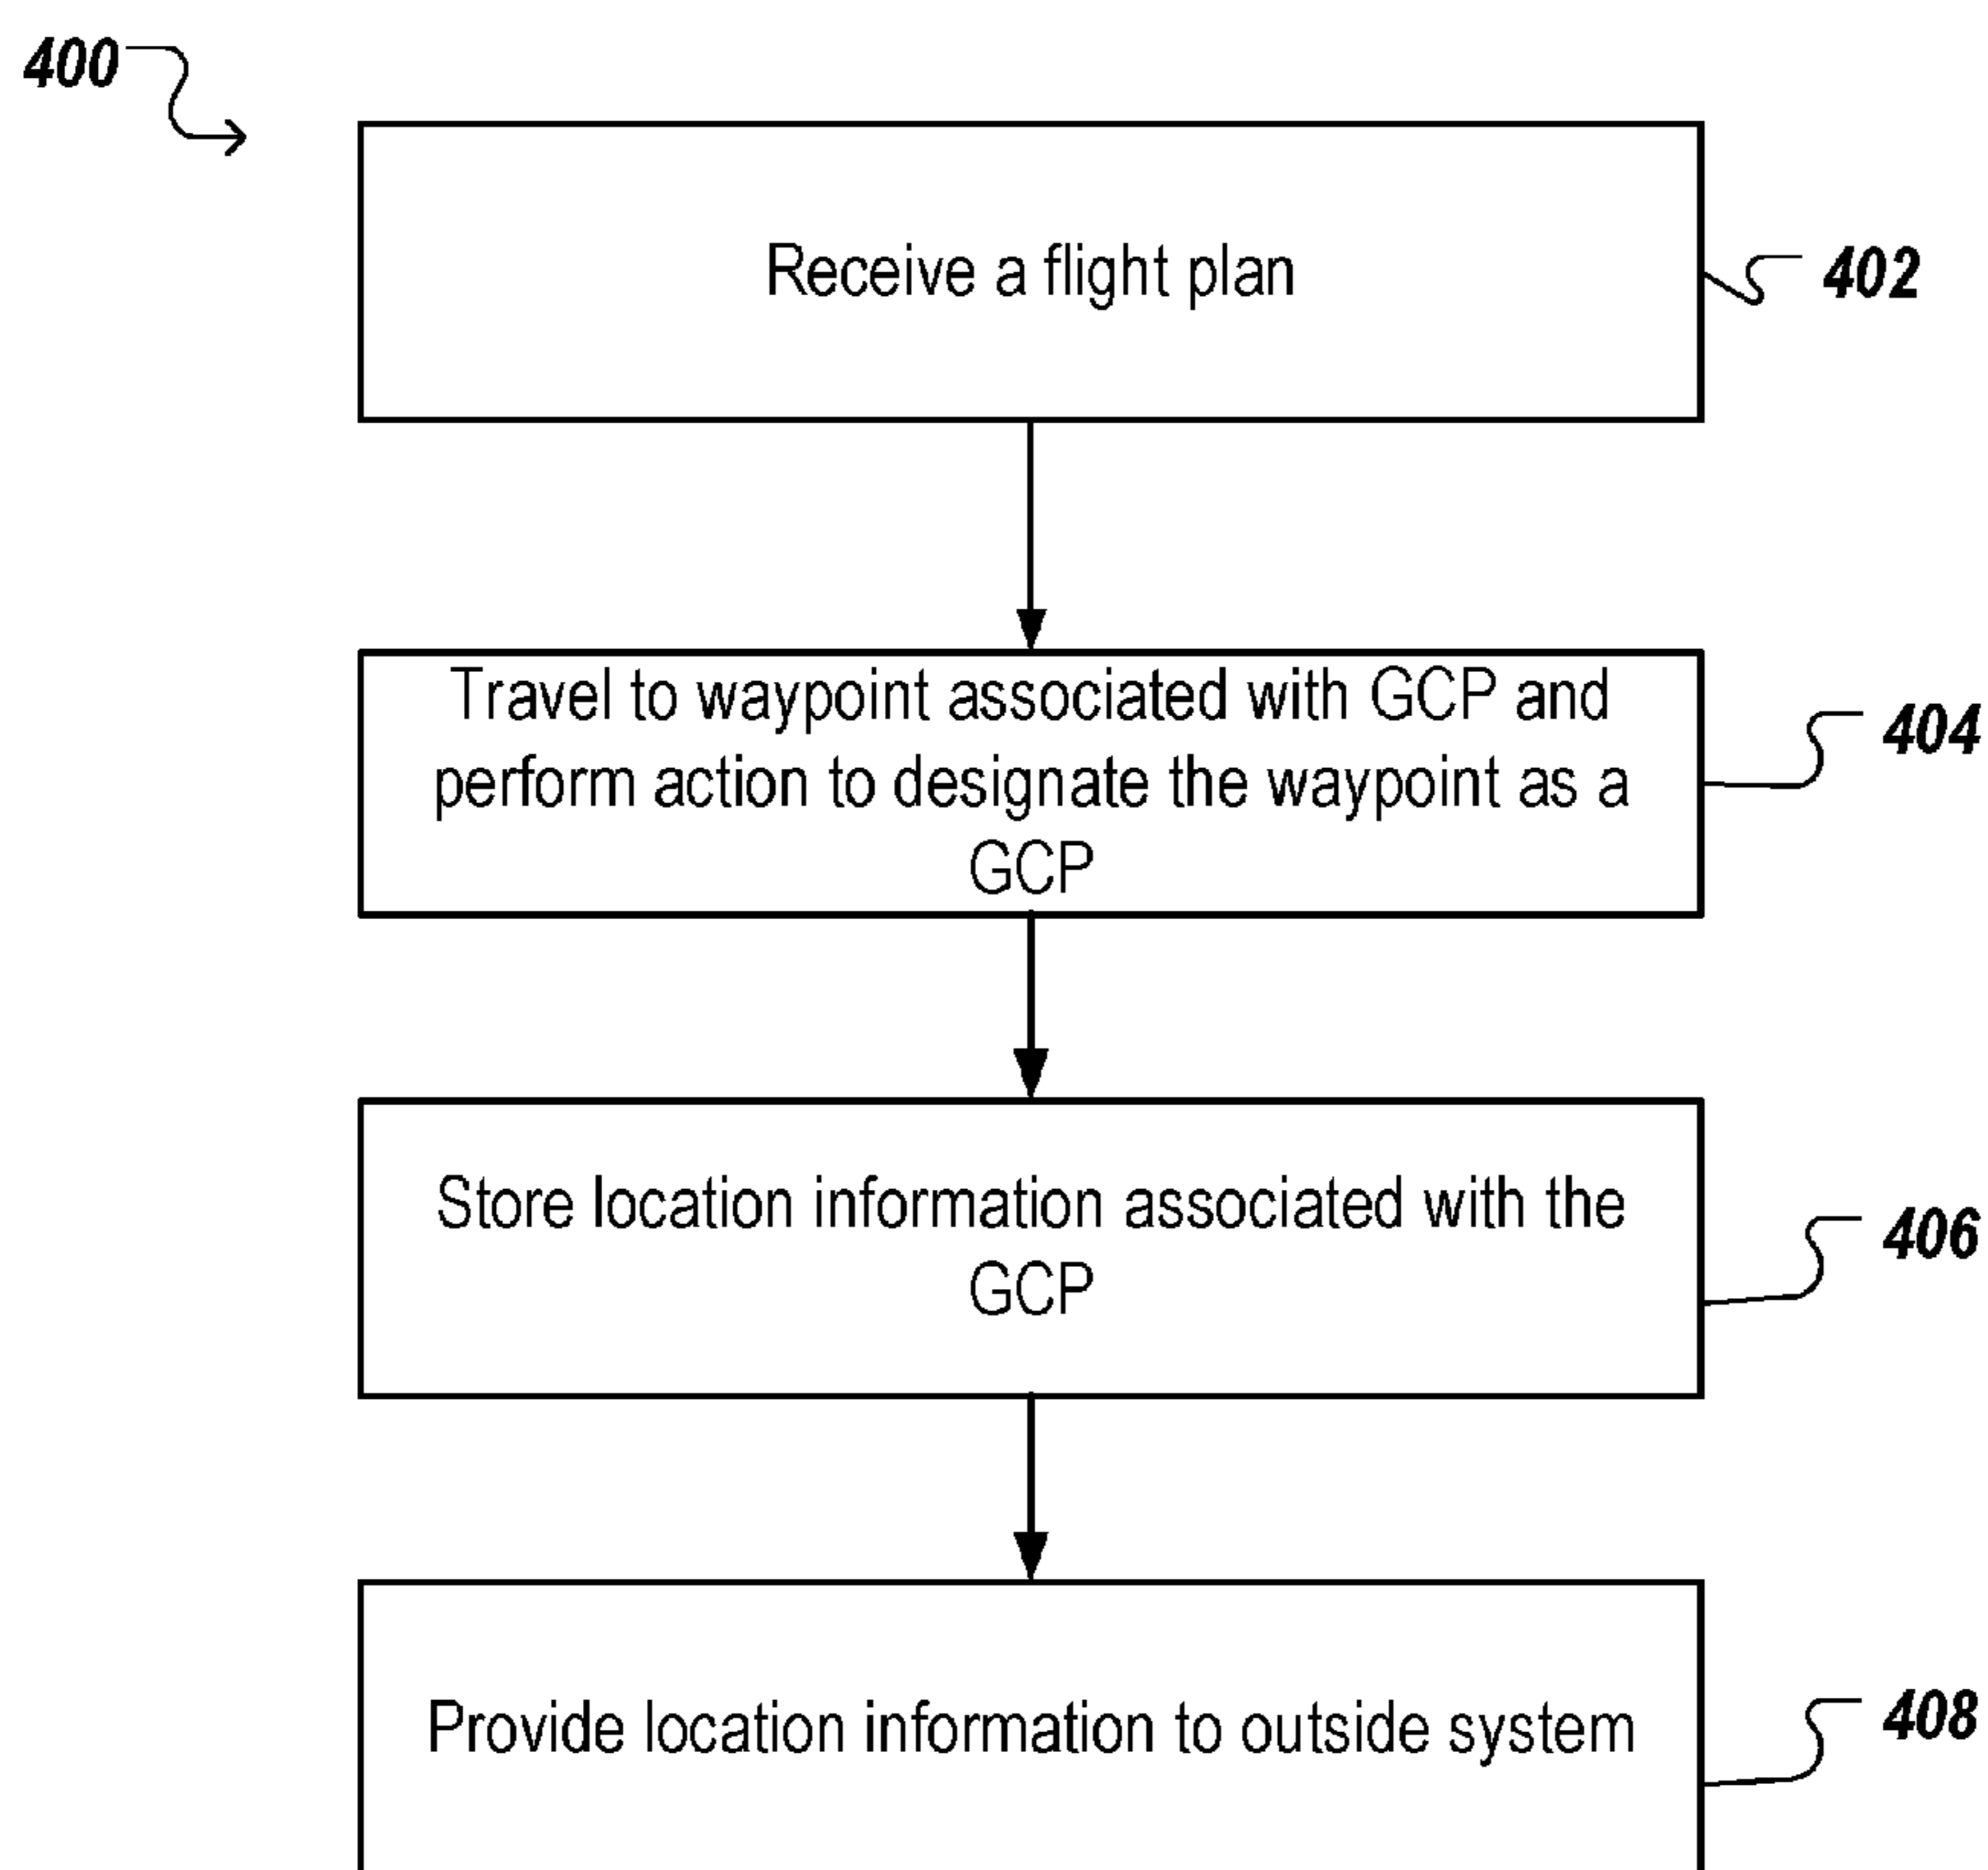 400
Receive a flight plan
402
Travel to waypoint associated with GCP and
perform action to designate the waypoint as a
GCP
404
Store location information associated with the
GCP
406
Provide location information to outside system
408